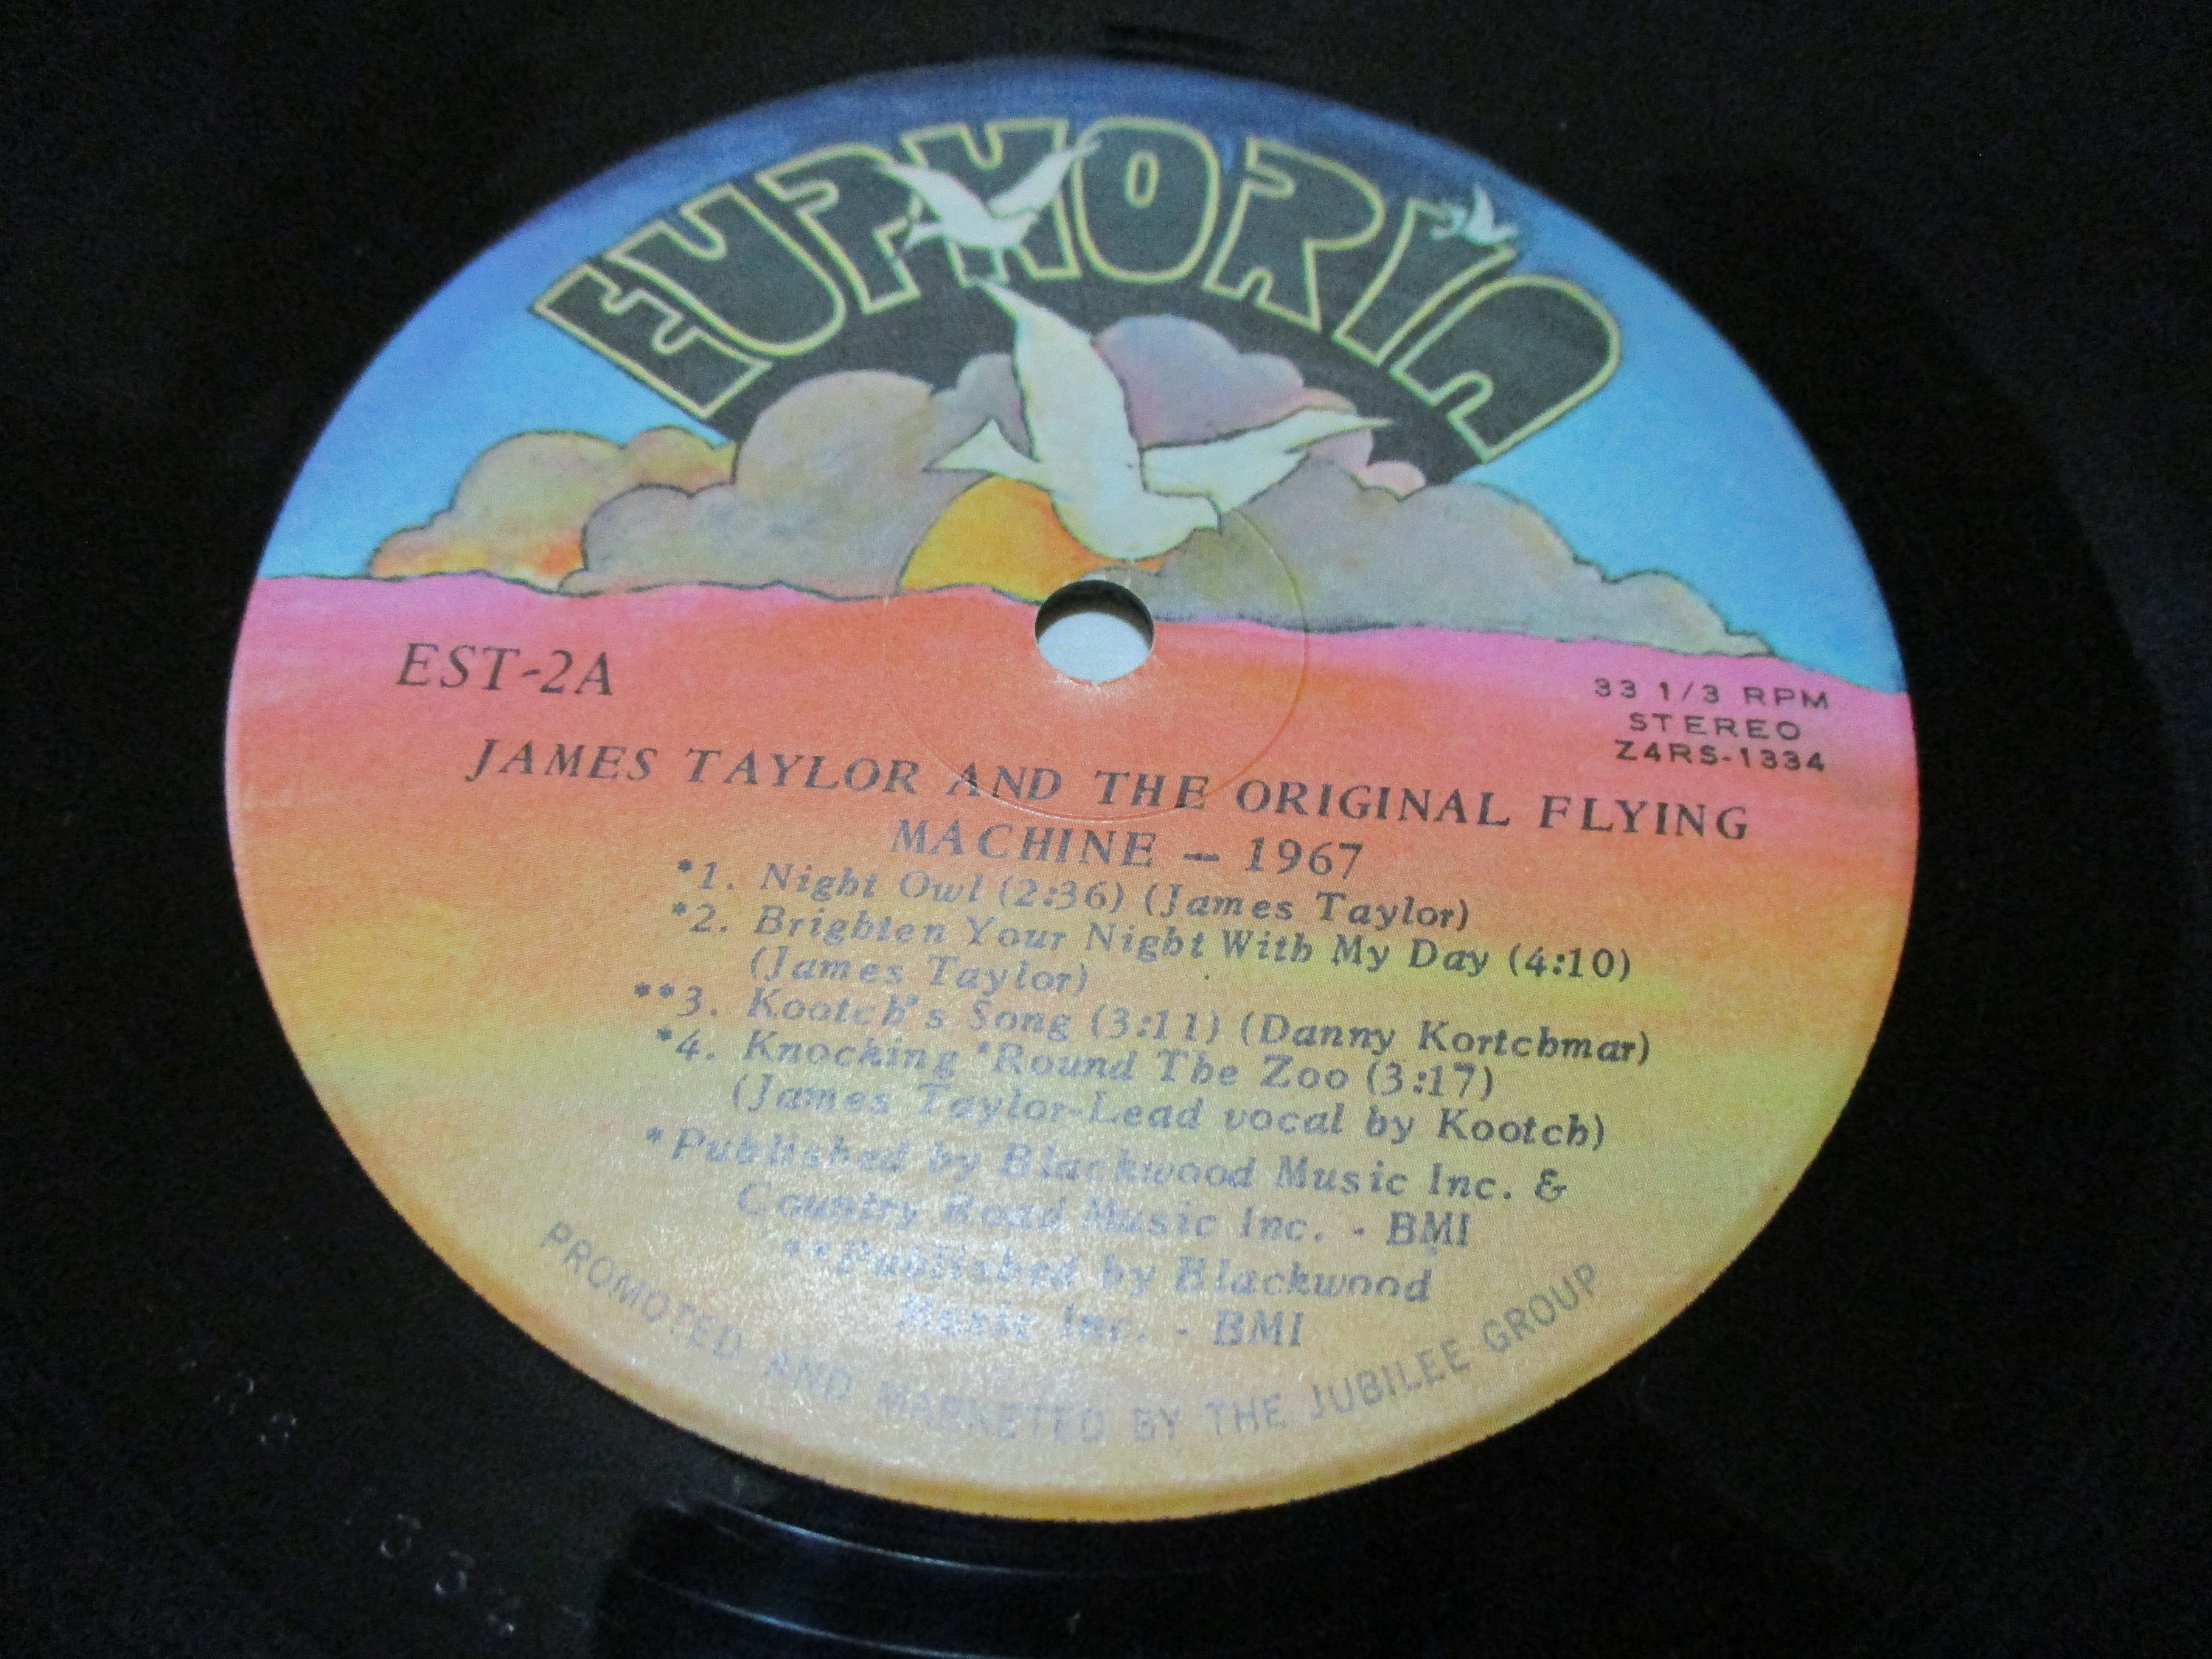 EUPHORIA
EST-2A
33 1/3 RPM
STEREO
Z4RS-1334
JAMES TAYLOR AND THE ORIGINAL FLYING
MACHINE — 1967
*1. Night Owl (2:36) (James Taylor)
*2. Brighten Your Night With My Day (4:10)
(James Taylor)
**3. Kootch's Song (3:11) (Danny Kortchmar)
*4. Knocking 'Round The Zoo (3:17)
(James Taylor-Lead vocal by Kootch)
*Published by Blackwood Music Inc. &
Country Road Music Inc. - BMI
**Published by Blackwood
Music Inc. - BMI
PROMOTED AND MARKETED BY THE JUBILEE GROUP